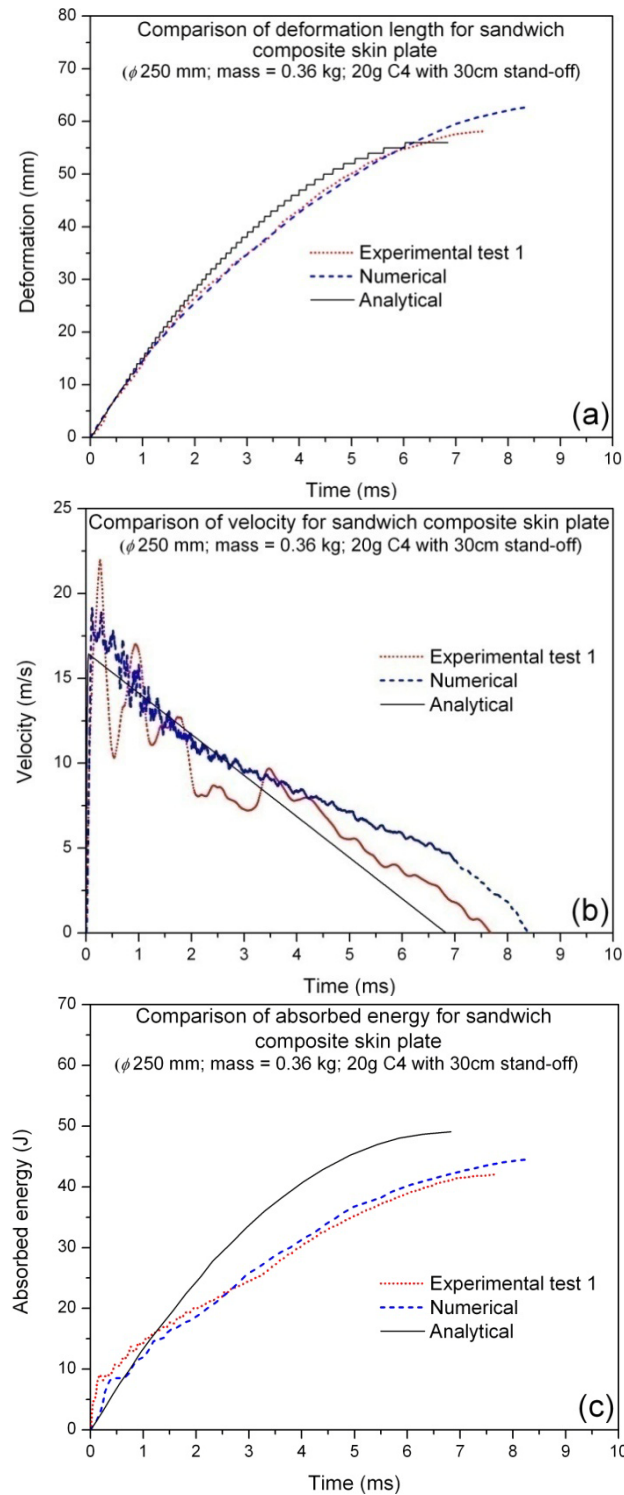 80
70
60
50
40
30
20
10
0
Deformation (mm)
Comparison of deformation length for sandwich
composite skin plate
(ϕ 250 mm; mass = 0.36 kg; 20g C4 with 30cm stand-off)
Experimental test 1
Numerical
Analytical
(a)
0 1 2 3 4 5 6 7 8 9 10
Time (ms)
25
20
15
10
5
0
Velocity (m/s)
Comparison of velocity for sandwich composite skin plate
(ϕ 250 mm; mass = 0.36 kg; 20g C4 with 30cm stand-off)
Experimental test 1
Numerical
Analytical
(b)
0 1 2 3 4 5 6 7 8 9 10
Time (ms)
70
60
50
40
30
20
10
0
Absorbed energy (J)
Comparison of absorbed energy for sandwich
composite skin plate
(ϕ 250 mm; mass = 0.36 kg; 20g C4 with 30cm stand-off)
Experimental test 1
Numerical
Analytical
(c)
0 1 2 3 4 5 6 7 8 9 10
Time (ms)